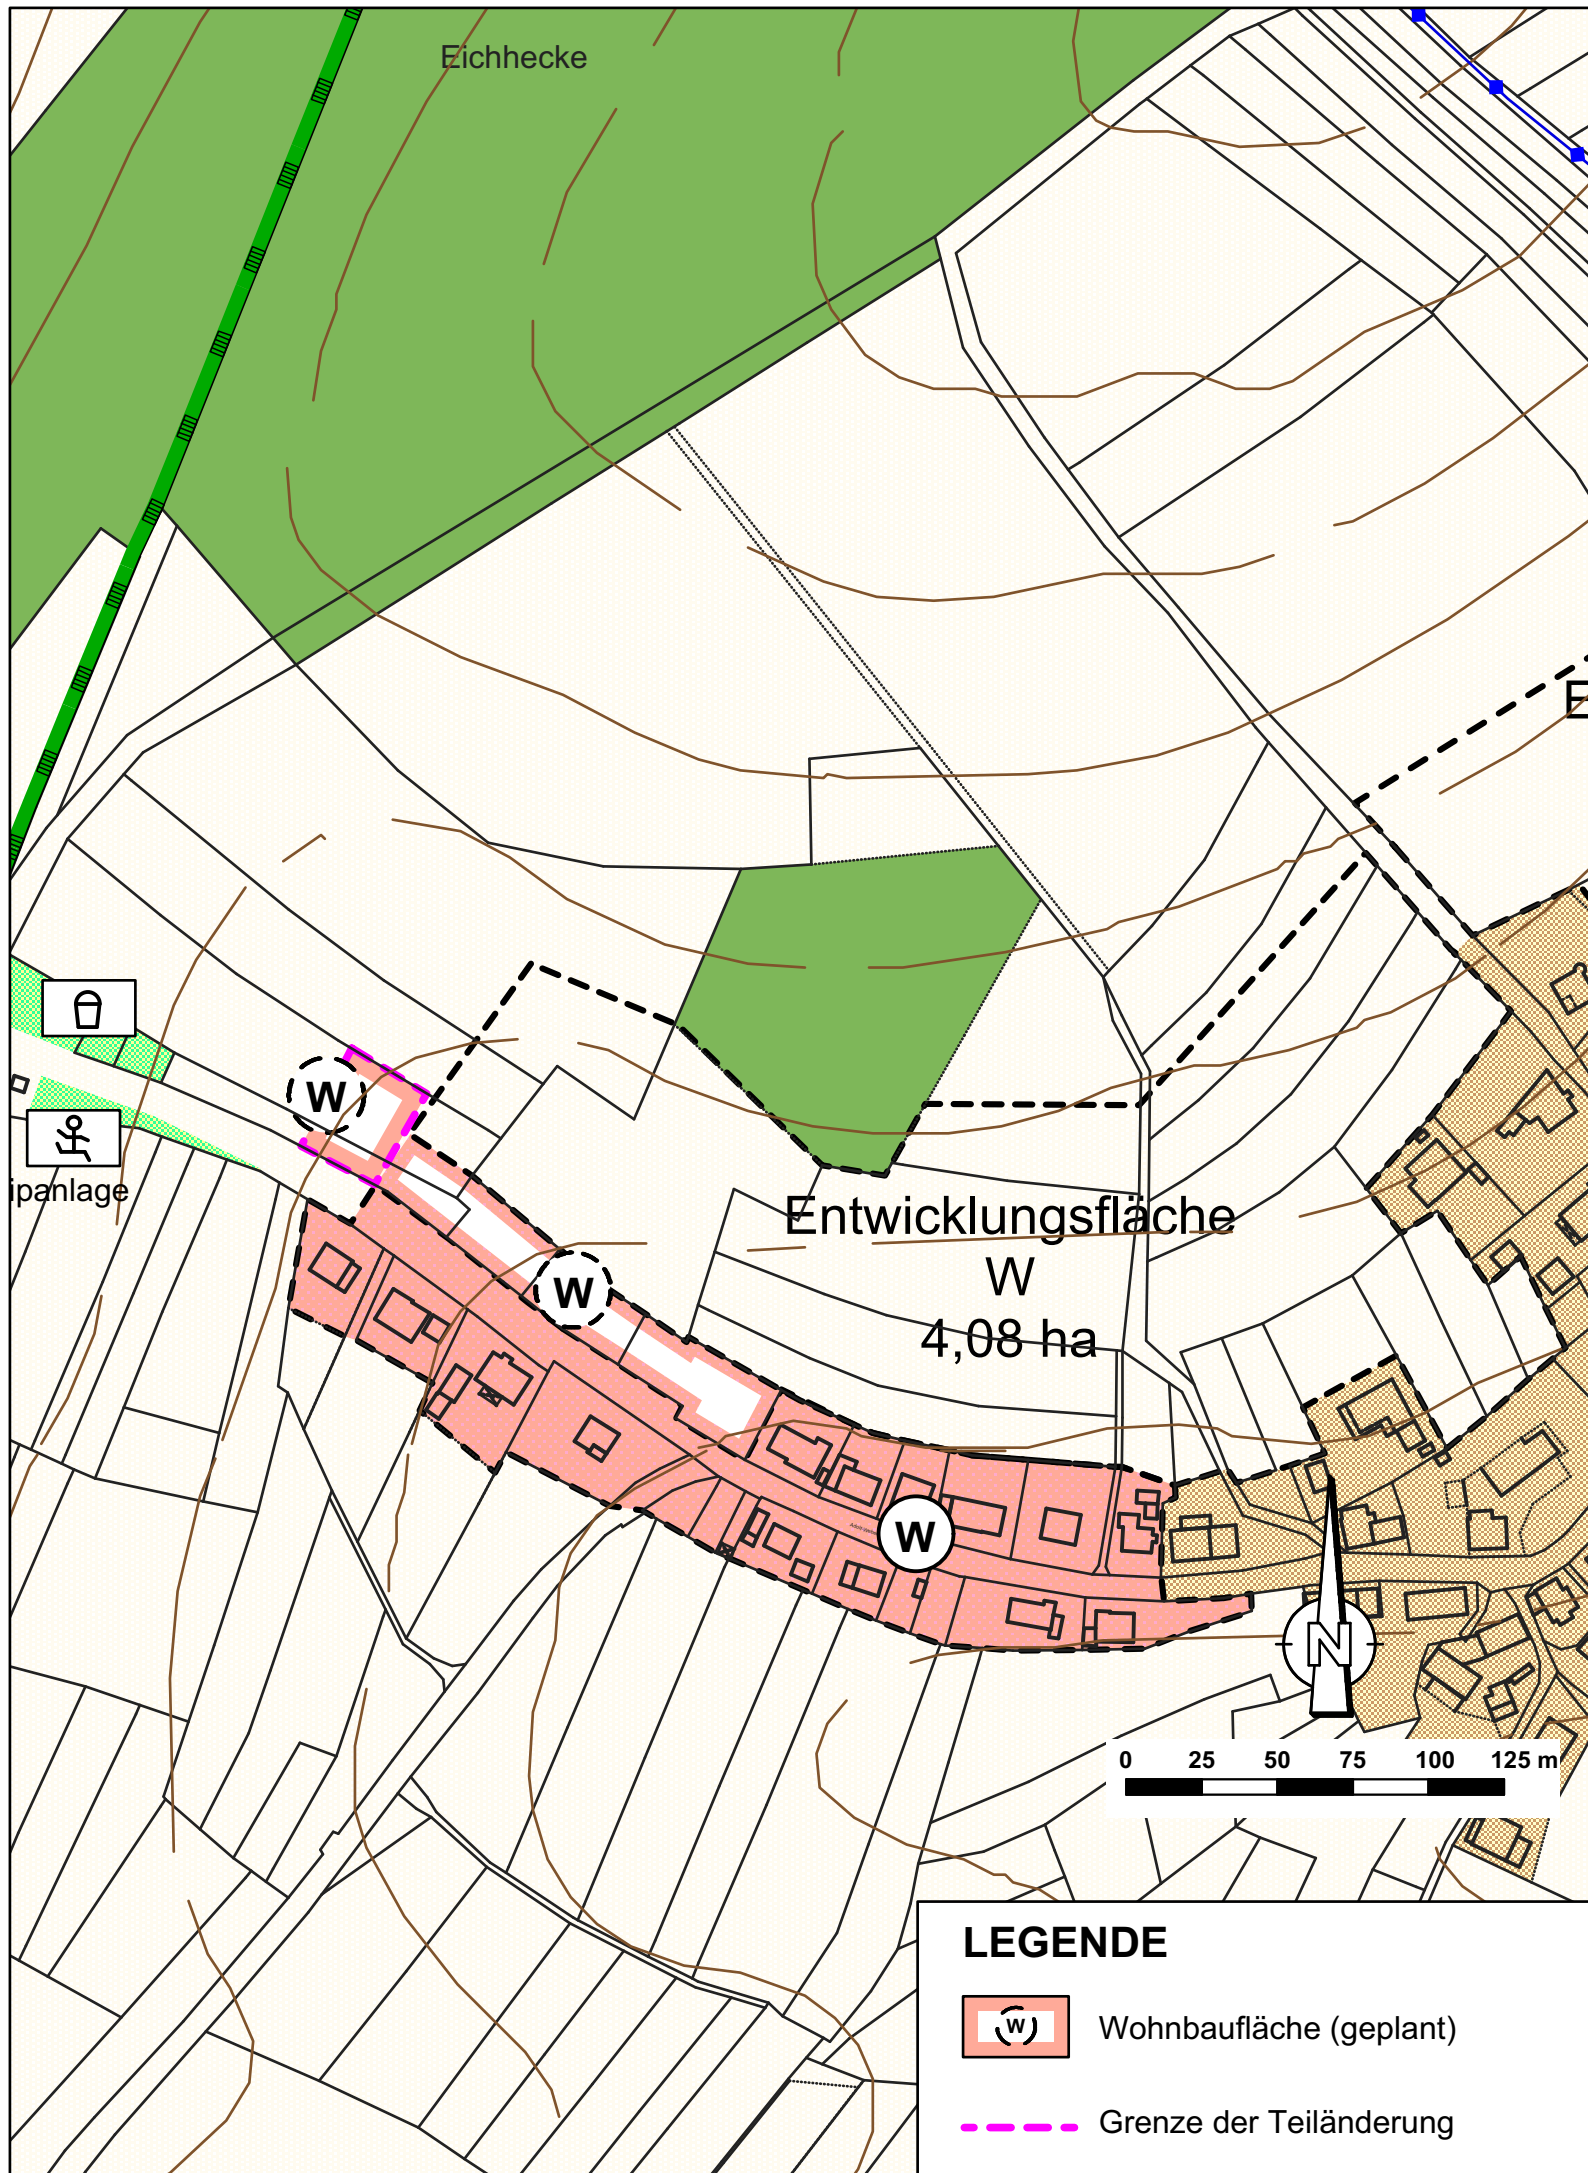 Eichhecke
E
W
ipanlage
Entwicklungsfläche
W
4,08 ha
W
W
N
0 25 50 75 100 125 m
LEGENDE
W Wohnbaufläche (geplant)
Grenze der Teiländerung